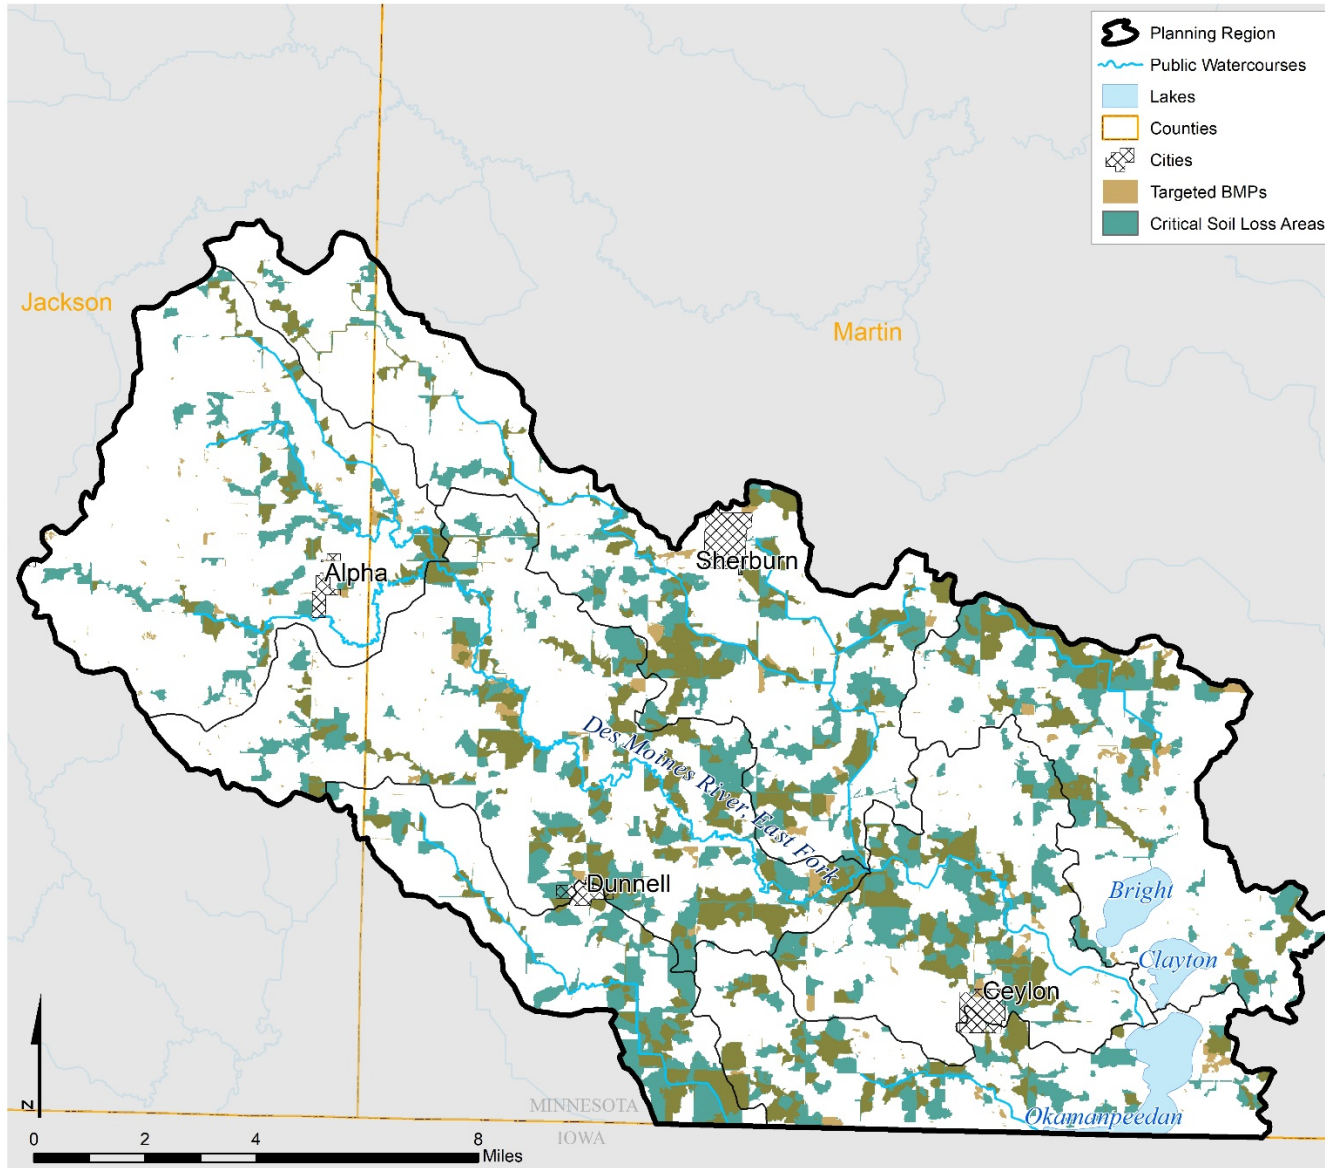 Planning Region
Public Watercourses
Lakes
Counties
Cities
Targeted BMPs
Critical Soil Loss Areas
Jackson
Martin
Sherburn
Alpha
Des Moines River, East Fork
Dunnell
Bright
Clayton
Ceylon
Okamanpeedan
MINNESOTA
IOWA
N
0 2 4 8
Miles